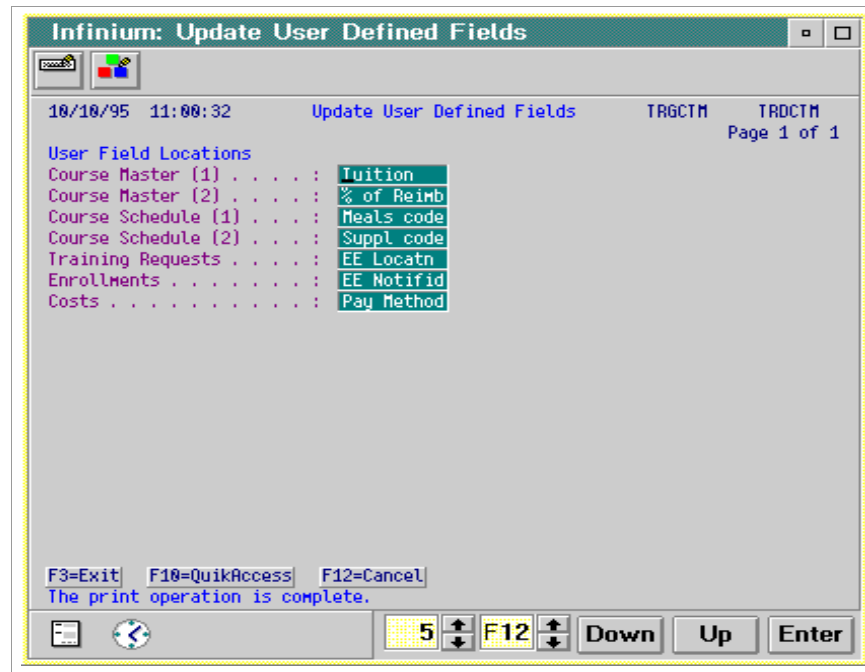 Infinium: Update User Defined Fields
10/10/95 11:00:32 Update User Defined Fields TRGCTM TRDCTM
Page 1 of 1
User Field Locations
Course Master (1) . . . . : Tuition
Course Master (2) . . . . : % of Reimb
Course Schedule (1) . . . : Meals code
Course Schedule (2) . . . : Suppl code
Training Requests . . . . : EE Locatn
Enrollments . . . . . . . : EE Notifid
Costs . . . . . . . . . . : Pay Method
F3=Exit F10=QuikAccess F12=Cancel
The print operation is complete.
5 F12 Down Up Enter